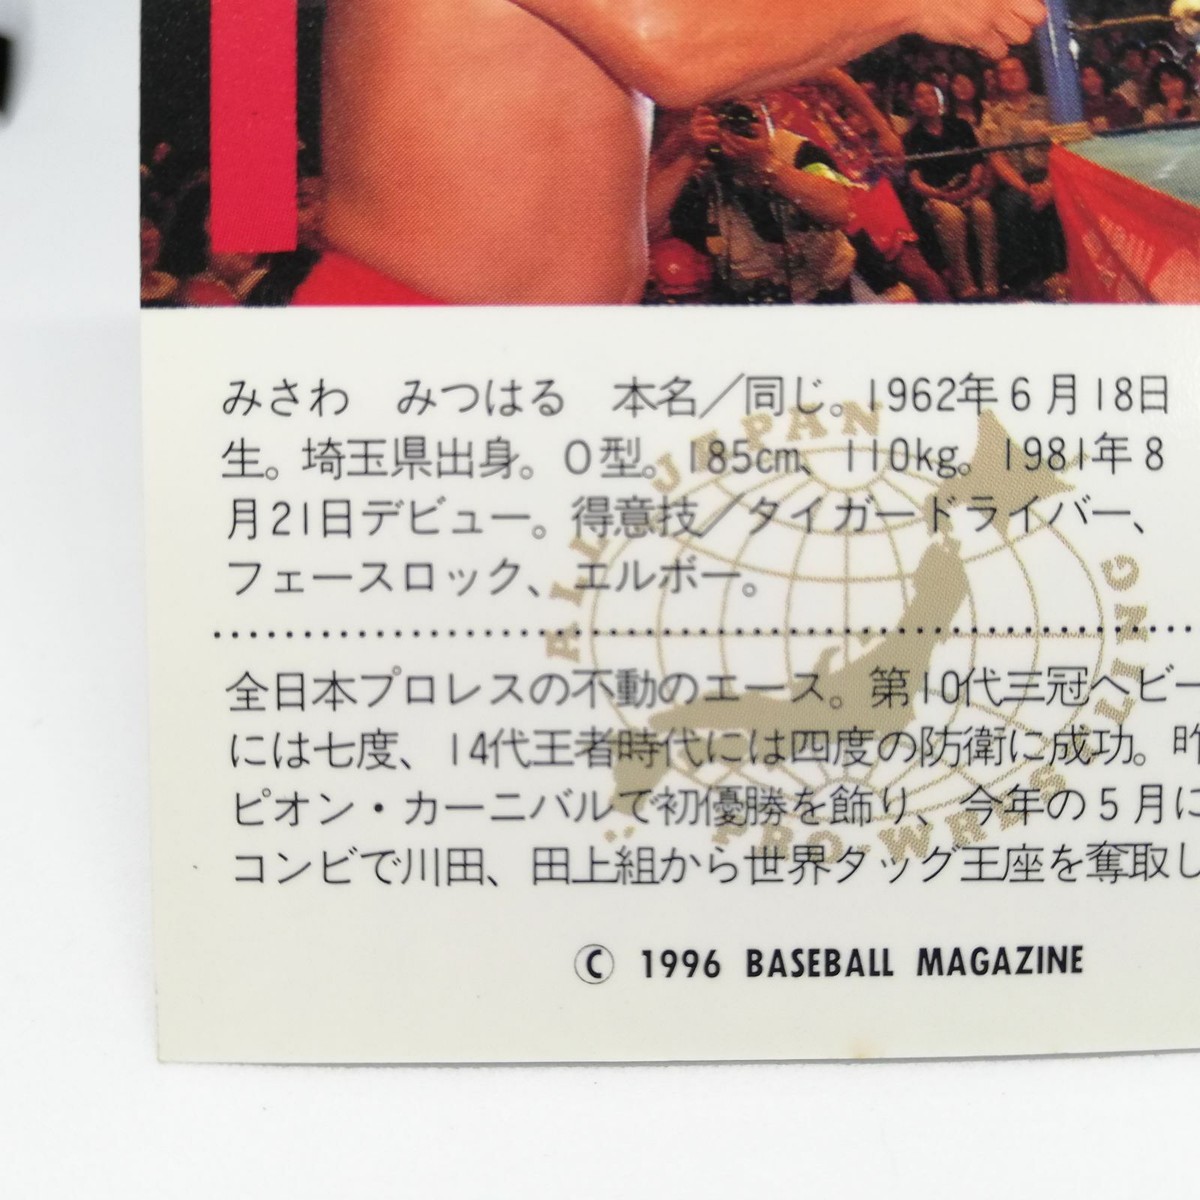 みさわ　みつはる　本名／同じ。1962年6月18日
生。埼玉県出身。O型。185cm、110kg。1981年8
月21日デビュー。得意技／タイガードライバー、
フェースロック、エルボー。
全日本プロレスの不動のエース。第10代三冠ヘビー
には七度、14代王者時代には四度の防衛に成功。昨
ピオン・カーニバルで初優勝を飾り、今年の5月に
コンビで川田、田上組から世界タッグ王座を奪取し
ALL JAPAN PRO-WRESTLING
© 1996 BASEBALL MAGAZINE